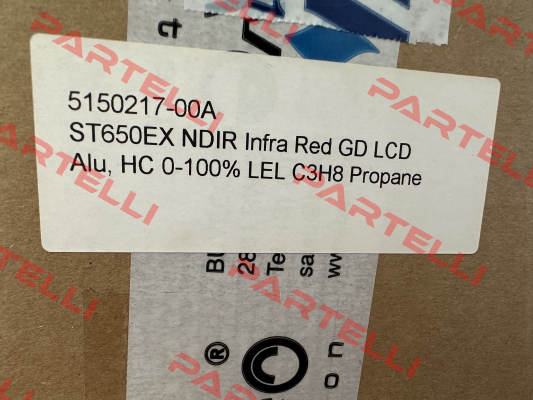 5150217-00A
ST650EX NDIR Infra Red GD LCD
Alu, HC 0-100% LEL C3H8 Propane
PARTELLI
PARTELLI
PARTELLI
PARTELLI
PARTELLI
PARTELLI